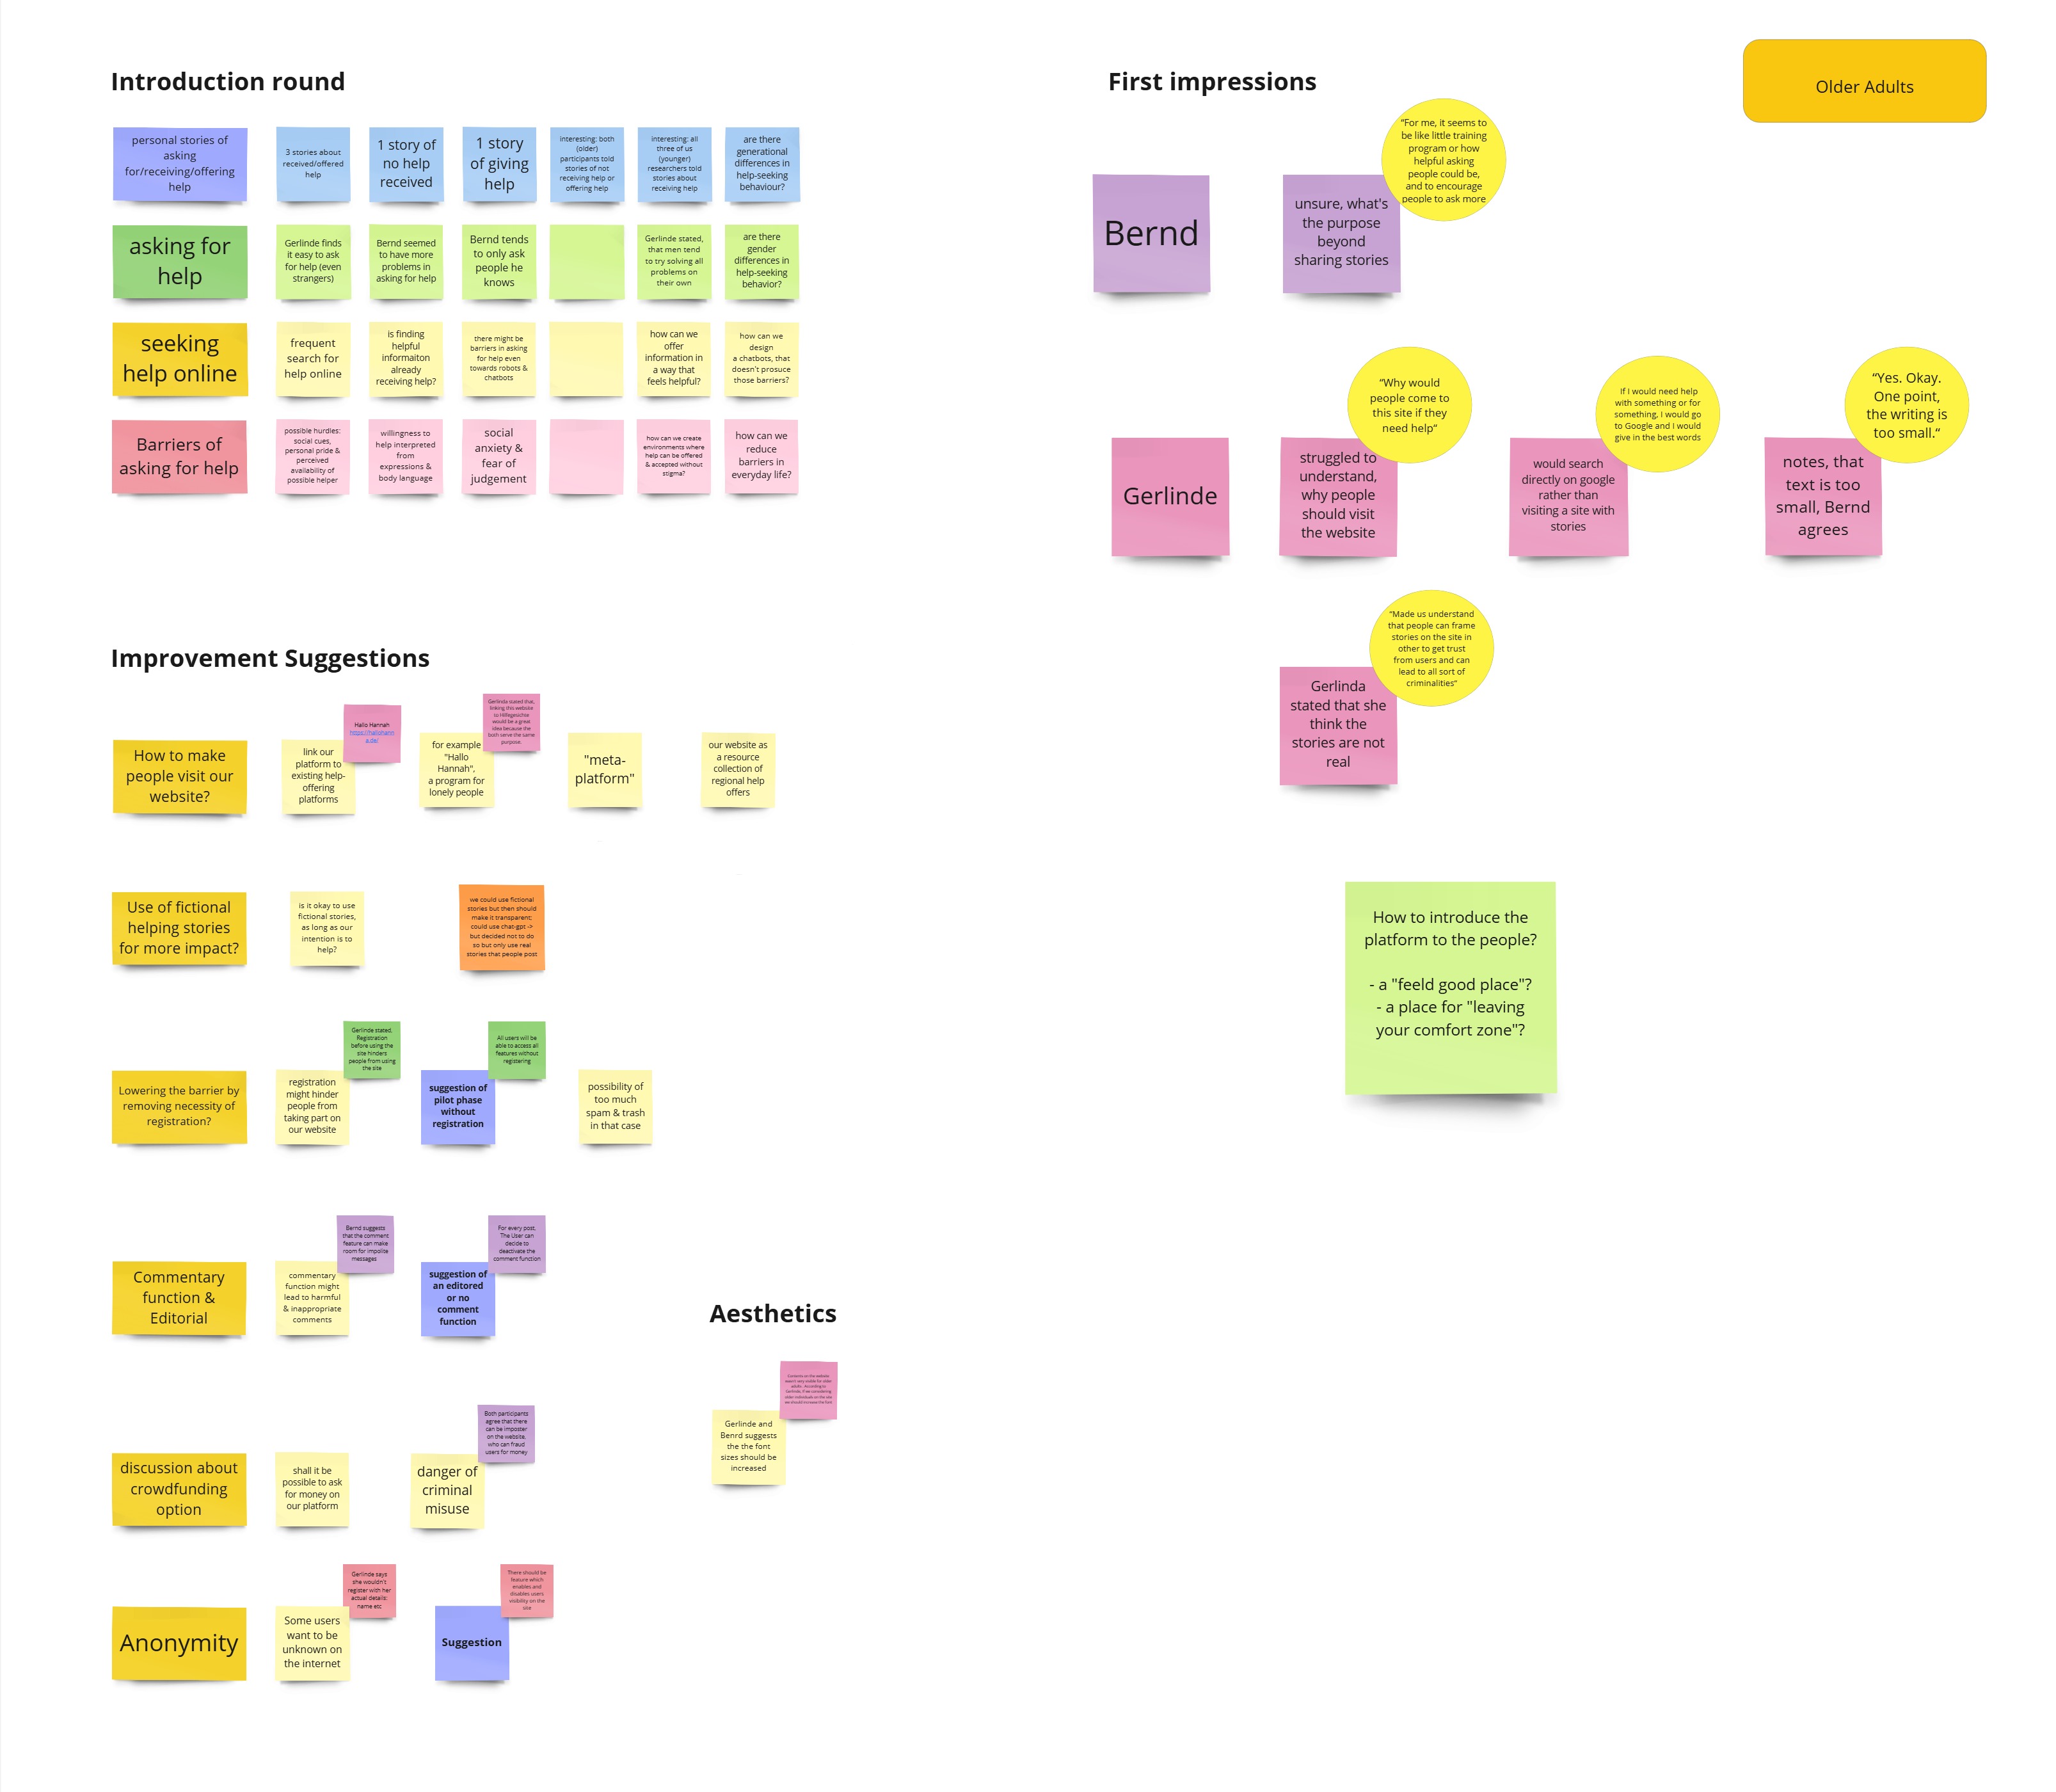 Introduction round
personal stories of
asking
for/receiving/offering
help
3 stories about
received/offered
help
1 story of
no help
received
1 story
of giving
help
interesting: both
(older)
participants told
stories of not
receiving help or
offering help
interesting: all
three of us
(younger)
researchers told
stories about
receiving help
are there
generational
differences in
help-seeking
behaviour?
asking for
help
Gerlinde finds
it easy to ask
for help (even
strangers)
Bernd seemed
to have more
problems in
asking for help
Bernd tends
to only ask
people he
knows
Gerlinde stated,
that men tend
to try solving all
problems on
their own
are there
gender
differences in
help-seeking
behavior?
seeking
help online
frequent
search for
help online
is finding
helpful
informaiton
already
receiving help?
there might be
barriers in asking
for help even
towards robots &
chatbots
how can we
offer
information in
a way that
feels helpful?
how can we
design
a chatbots, that
doesn't prosuce
those barriers?
Barriers of
asking for help
possible hurdles:
social cues,
personal pride &
perceived
availability of
possible helper
willingness to
help interpreted
from
expressions &
body language
social
anxiety &
fear of
judgement
how can we create
environments where
help can be offered
& accepted without
stigma?
how can we
reduce
barriers in
everyday life?
Improvement Suggestions
How to make
people visit our
website?
link our
platform to
existing help-
offering
platforms
Hallo Hannah
https://hallohann
a.de/
for example
"Hallo
Hannah",
a program for
lonely people
Gerlinde stated that,
linking this website
to Hilfegesichte
would be a great
idea because the
both serve the same
purpose.
"meta-
platform"
our website as
a resource
collection of
regional help
offers
Use of fictional
helping stories
for more impact?
is it okay to use
fictional stories,
as long as our
intention is to
help?
we could use fictional
stories but then should
make it transparent;
could use chat-gpt ->
but decided not to do
so but only use real
stories that people post
Lowering the barrier by
removing necessity of
registration?
registration
might hinder
people from
taking part on
our website
Gerlinde stated,
Registration
before using the
site hinders
people from using
the site
suggestion of
pilot phase
without
registration
All users will be
able to access all
features without
registering
possibility of
too much
spam & trash
in that case
Commentary
function &
Editorial
commentary
function might
lead to harmful
& inappropriate
comments
Bernd suggests
that the comment
feature can make
room for impolite
messages
suggestion of
an editored
or no
comment
function
For every post,
The User can
decide to
deactivate the
comment function
discussion about
crowdfunding
option
shall it be
possible to ask
for money on
our platform
danger of
criminal
misuse
Both participants
agree that there
can be imposter
on the website,
who can fraud
users for money
Anonymity
Some users
want to be
unknown on
the internet
Gerlinde says
she wouldn't
register with her
actual details:
name etc
Suggestion
There should be
feature which
enables and
disables users
visibility on the
site
Aesthetics
Gerlinde and
Benrd suggests
the the font
sizes should be
increased
Contents on the website
wasn't very visible for older
adults. According to
Gerlinde, if we considering
older individuals on the site
we should increase the font
First impressions
Older Adults
Bernd
unsure, what's
the purpose
beyond
sharing stories
"For me, it seems to
be like little training
program or how
helpful asking
people could be,
and to encourage
people to ask more
Gerlinde
struggled to
understand,
why people
should visit
the website
"Why would
people come to
this site if they
need help"
would search
directly on google
rather than
visiting a site with
stories
If I would need help
with something or for
something, I would go
to Google and I would
give in the best words
notes, that
text is too
small, Bernd
agrees
"Yes. Okay.
One point,
the writing is
too small."
Gerlinda
stated that she
think the
stories are not
real
"Made us understand
that people can frame
stories on the site in
other to get trust
from users and can
lead to all sort of
criminalities"
How to introduce the
platform to the people?
- a "feeld good place"?
- a place for "leaving
your comfort zone"?